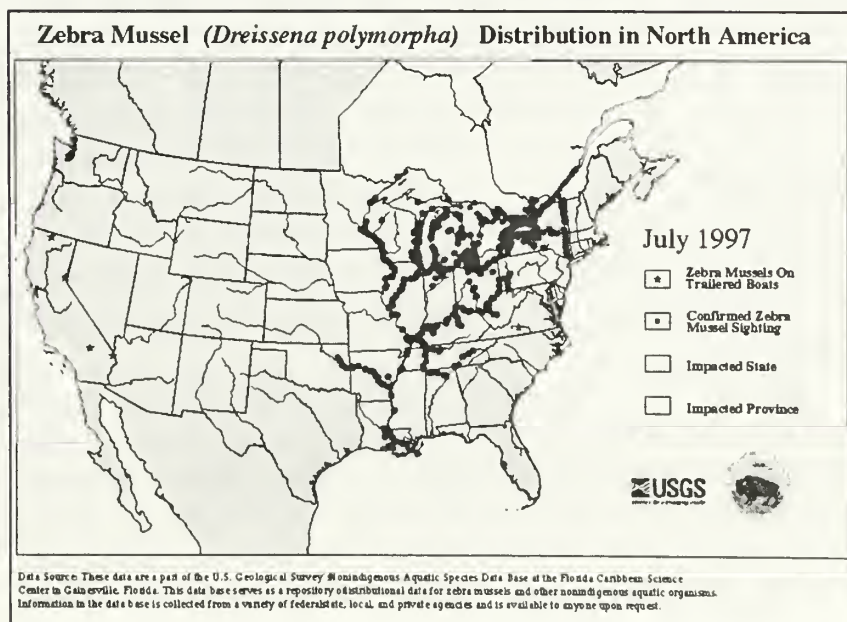 Zebra Mussel (Dreissena polymorpha) Distribution in North America
July 1997
Zebra Mussels On
Trailered Boats
Confirmed Zebra
Mussel Sighting
Impacted State
Impacted Province
USGS
Data Source: These data are a part of the U.S. Geological Survey Nonindigenous Aquatic Species Data Base at the Florida Caribbean Science
Center in Gainesville, Florida. This data base serves as a repository of distributional data for zebra mussels and other nonindigenous aquatic organisms.
Information in the data base is collected from a variety of federal state, local, and private agencies and is available to anyone upon request.